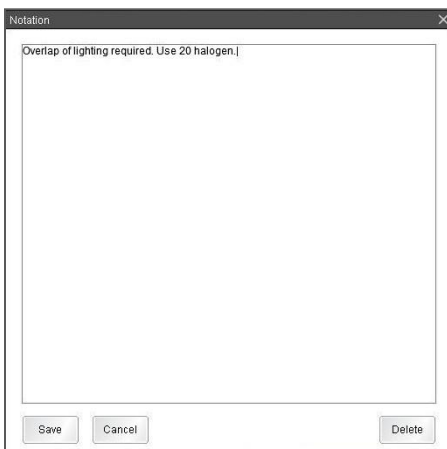 Notation
Overlap of lighting required. Use 20 halogen.
Save Cancel Delete